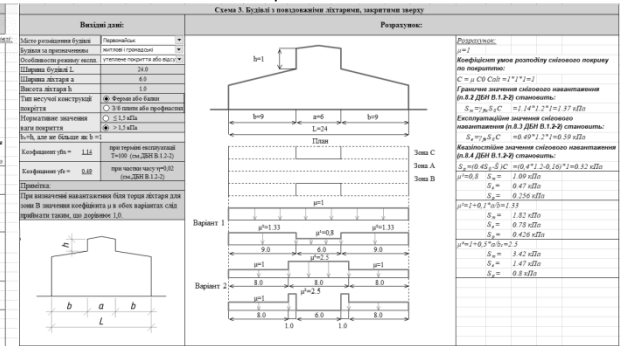 Схема 3. Будівлі з поздовжніми ліхтарями, закритими зверху
Вихідні дані:
Розрахунок:
Місто розміщення будівлі Первомайськ
Будівля за призначенням житлові і громадські
Особливості режиму експл. утеплене покриття або відсу
Ширина будівлі L 24.0
Ширина ліхтаря a 6.0
Висота ліхтаря h 1.0
Тип несучої конструкції покриття
Ферми або балки
З/б плити або профнастил
Нормативне значення ваги покриття
≤ 1,5 кПа
> 1,5 кПа
Коефіцієнт γfm = 1.14 при терміні експлуатації Т=100 (см.ДБН В.1.2-2)
Коефіцієнт γfe = 0.49 при частки часу η=0,02 (см.ДБН В.1.2-2)
Примітка:
При визначенні навантаження біля торця ліхтаря для зони В значення коефіцієнта μ в обох варіантах слід приймати таким, що дорівнює 1,0.
h
b a b
L
h=1
b=9 a=6 b=9
L=24
План
Зона С
Зона А
Зона В
μ=1
Варіант 1
μ²=1.33 μ¹=0,8 μ²=1.33
9.0 6.0 9.0
μ³=2.5
μ=1 μ=1
Варіант 2
8.0 8.0 8.0
μ³=2.5
μ=1
8.0 6.0 8.0
1.0 1.0
Розрахунок:
μ=1
Коефіцієнт умов розподілу снігового покриву по покриттю:
C = μ C0 Calt =1*1*1=1
Граничне значення снігового навантаження (п.8.2 ДБН В.1.2-2) становить:
Sm=γfmS0C =1.14*1.2*1=1.37 кПа
Експлуатаційне значення снігового навантаження (п.8.3 ДБН В.1.2-2) становить:
Se=γfeS0C =0.49*1.2*1=0.59 кПа
Квазіпостійне значення снігового навантаження (п.8.4 ДБН В.1.2-2) становить:
Sp=(0.4S0-S̄)C =(0,4*1.2-0,16)*1=0.32 кПа
μ¹=0,8 Sm= 1.09 кПа
Se= 0.47 кПа
Sp= 0.256 кПа
μ²=1+0,1*a/b=1.33
Sm= 1.82 кПа
Se= 0.78 кПа
Sp= 0.426 кПа
Sm= 3.42 кПа
Se= 1.47 кПа
Sp= 0.8 кПа